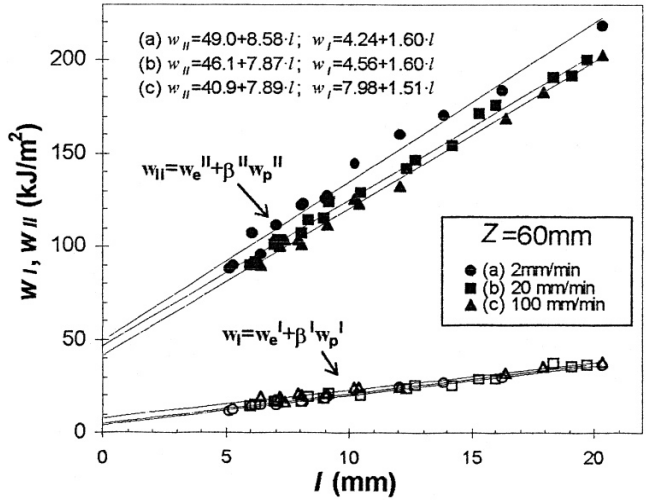 (a) w_II=49.0+8.58·l; w_I=4.24+1.60·l
(b) w_II=46.1+7.87·l; w_I=4.56+1.60·l
(c) w_II=40.9+7.89·l; w_I=7.98+1.51·l
w_II=w_e^II+β^II w_p^II
w_I=w_e^I+β^I w_p^I
Z=60mm
(a) 2mm/min
(b) 20 mm/min
(c) 100 mm/min
w_I, w_II (kJ/m²)
200
150
100
50
0
0 5 10 15 20
l (mm)